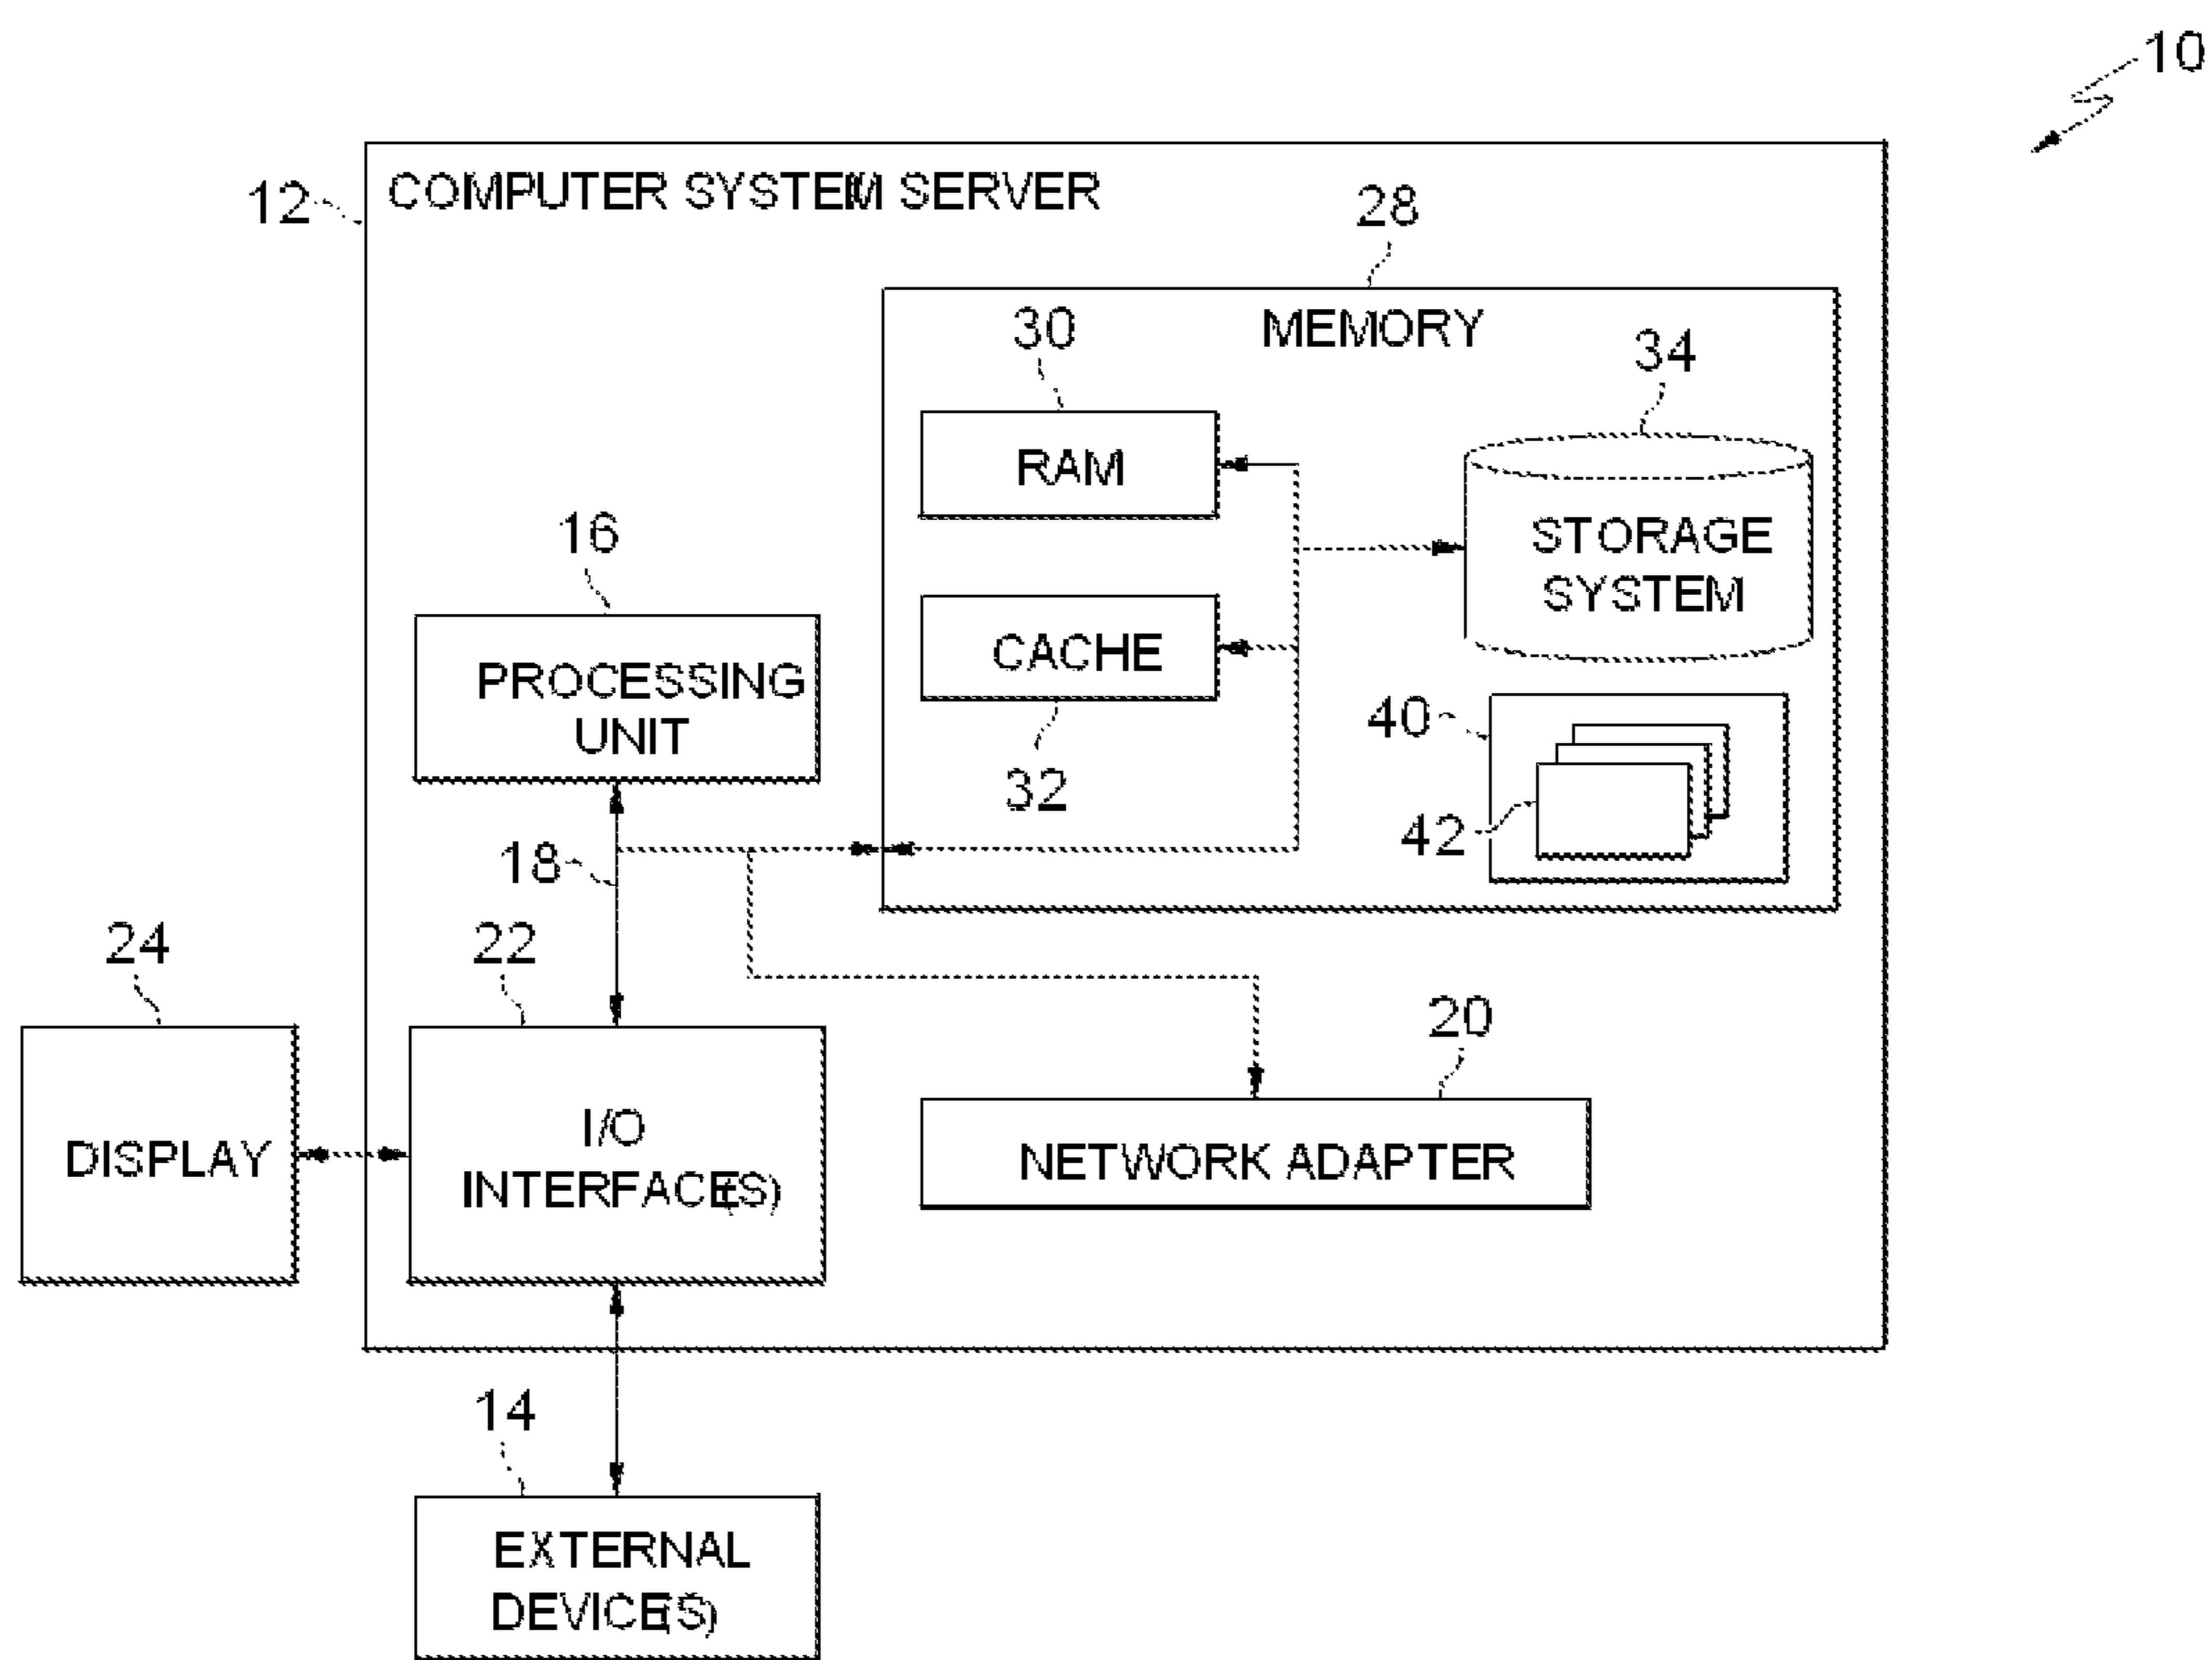 10
12
COMPUTER SYSTEM SERVER
28
MEMORY
30
34
RAM
16
STORAGE
SYSTEM
CACHE
PROCESSING
UNIT
40
32
42
18
24
22
20
I/O
INTERFACE(S)
DISPLAY
NETWORK ADAPTER
14
EXTERNAL
DEVICE(S)